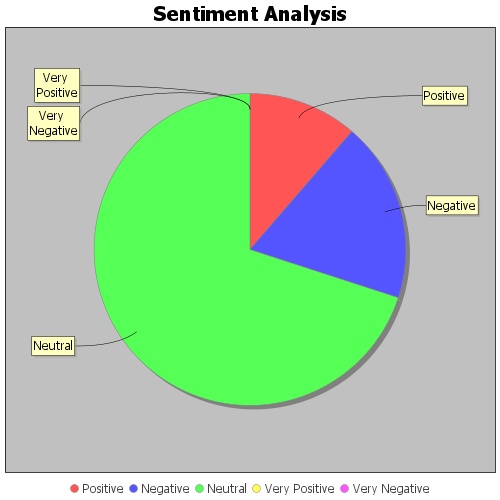 Sentiment Analysis
Very
Positive
Very
Negative
Positive
Negative
Neutral
Positive Negative Neutral Very Positive Very Negative